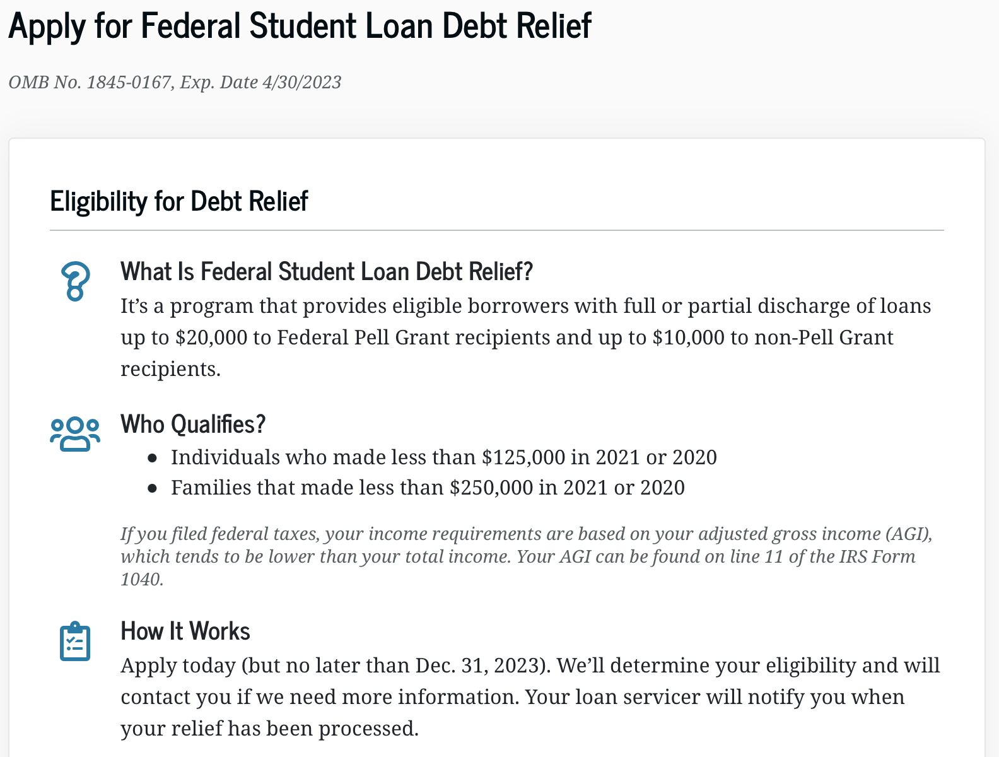 Apply for Federal Student Loan Debt Relief
OMB No. 1845-0167, Exp. Date 4/30/2023
Eligibility for Debt Relief
What Is Federal Student Loan Debt Relief?
It’s a program that provides eligible borrowers with full or partial discharge of loans
up to $20,000 to Federal Pell Grant recipients and up to $10,000 to non-Pell Grant
recipients.
Who Qualifies?
● Individuals who made less than $125,000 in 2021 or 2020
● Families that made less than $250,000 in 2021 or 2020
If you filed federal taxes, your income requirements are based on your adjusted gross income (AGI),
which tends to be lower than your total income. Your AGI can be found on line 11 of the IRS Form
1040.
How It Works
Apply today (but no later than Dec. 31, 2023). We’ll determine your eligibility and will
contact you if we need more information. Your loan servicer will notify you when
your relief has been processed.